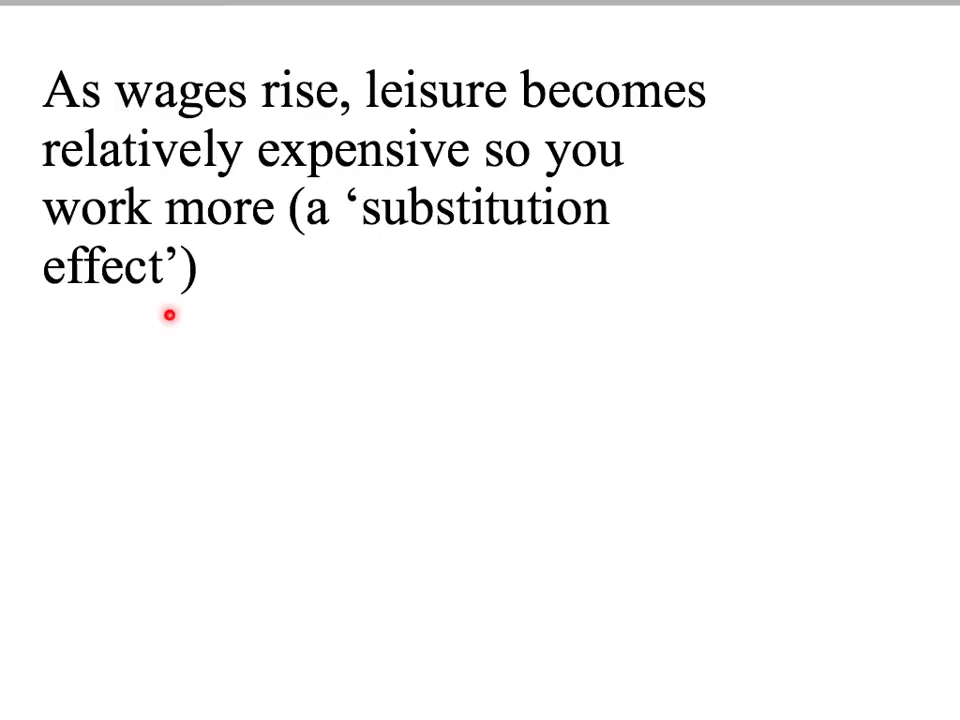 As wages rise, leisure becomes
relatively expensive so you
work more (a ‘substitution
effect’)